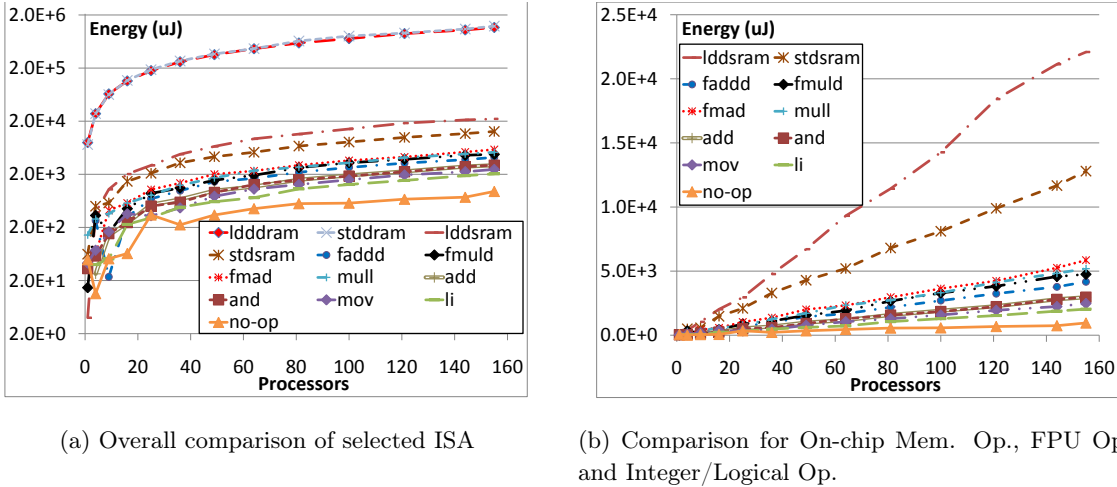 Energy (uJ)
2.0E+6
2.0E+5
2.0E+4
2.0E+3
2.0E+2
2.0E+1
2.0E+0
ldddram stddram lddsram
stdsram faddd fmuld
fmad mull add
and mov li
no-op
0 20 40 60 80 100 120 140 160
Processors
(a) Overall comparison of selected ISA
Energy (uJ)
2.5E+4
2.0E+4
1.5E+4
1.0E+4
5.0E+3
0.0E+0
lddsram stdsram
faddd fmuld
fmad mull
add and
mov li
no-op
0 20 40 60 80 100 120 140 160
Processors
(b) Comparison for On-chip Mem. Op., FPU Op
and Integer/Logical Op.